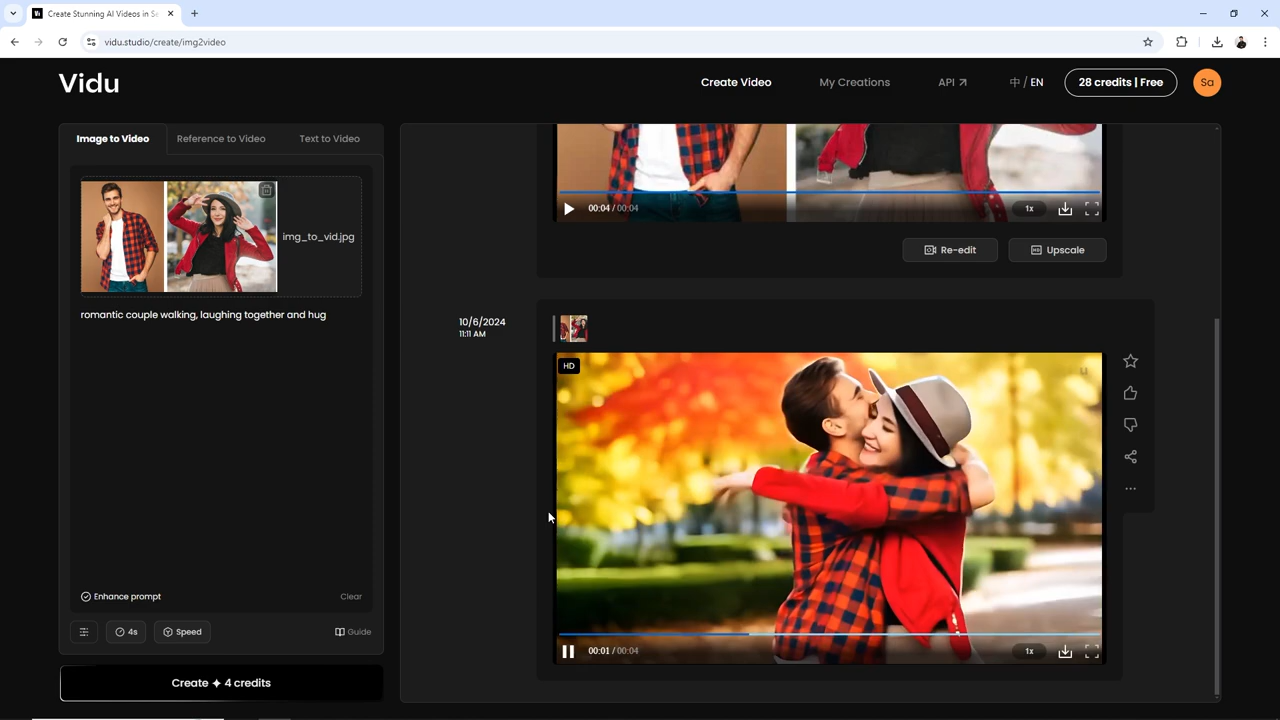 Create Stunning AI Videos in Se
vidu.studio/create/img2video
Vidu
Create Video
My Creations
API
中 / EN
28 credits | Free
Sa
Image to Video
Reference to Video
Text to Video
img_to_vid.jpg
romantic couple walking, laughing together and hug
Enhance prompt
Clear
4s
Speed
Guide
Create 4 credits
00:04 / 00:04
1x
Re-edit
HD Upscale
10/6/2024
11:11 AM
HD
00:01 / 00:04
1x